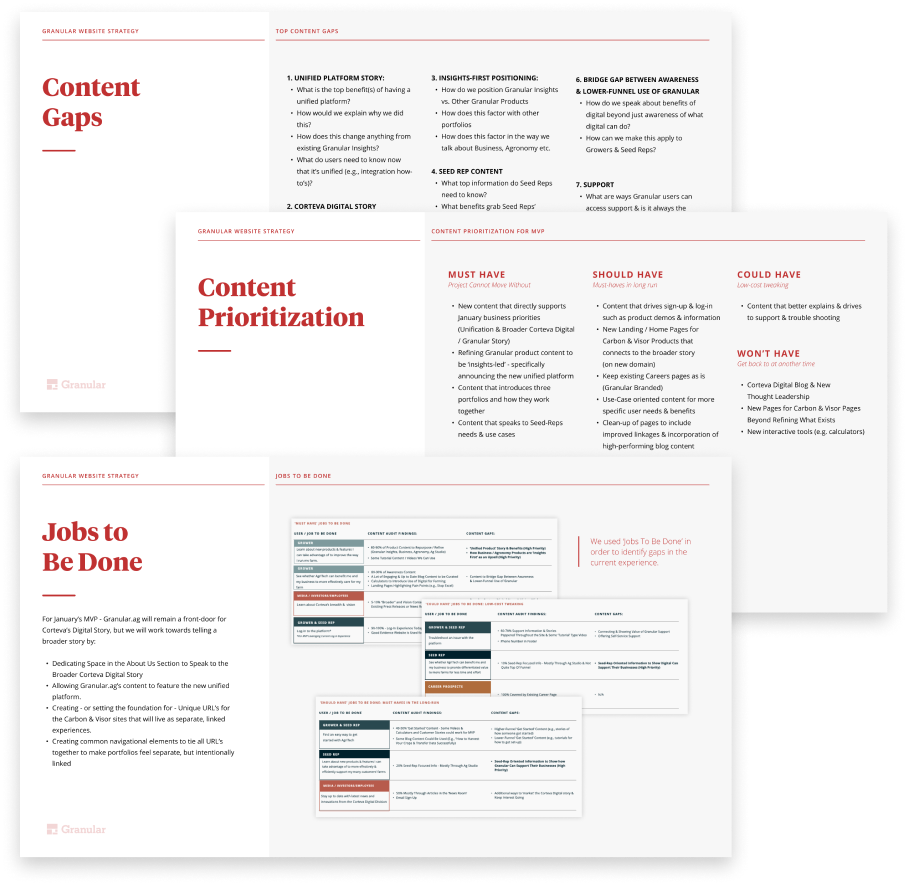 GRANULAR WEBSITE STRATEGY
TOP CONTENT GAPS
Content
Gaps
1. UNIFIED PLATFORM STORY:
• What is the top benefit(s) of having a
unified platform?
• How would we explain why we did
this?
• How does this change anything from
existing Granular Insights?
• What do users need to know now
that it's unified (e.g., integration how-
to's)?
2. CORTEVA DIGITAL STORY
3. INSIGHTS-FIRST POSITIONING:
• How do we position Granular Insights
vs. Other Granular Products
• How does this factor with other
portfolios
• How does this factor in the way we
talk about Business, Agronomy etc.
4. SEED REP CONTENT
• What top information do Seed Reps
need to know?
• What benefits grab Seed Reps'
6. BRIDGE GAP BETWEEN AWARENESS
& LOWER-FUNNEL USE OF GRANULAR
• How do we speak about benefits of
digital beyond just awareness of what
digital can do?
• How can we make this apply to
Growers & Seed Reps?
7. SUPPORT
• What are ways Granular users can
access support & is it always the
Granular
GRANULAR WEBSITE STRATEGY
CONTENT PRIORITIZATION FOR MVP
Content
Prioritization
MUST HAVE
Project Cannot Move Without
• New content that directly supports
January business priorities
(Unification & Broader Corteva Digital
/ Granular Story)
• Refining Granular product content to
be 'insights-led' - specifically
announcing the new unified platform
• Content that introduces three
portfolios and how they work
together
• Content that speaks to Seed-Reps
needs & use cases
SHOULD HAVE
Must-haves in long run
• Content that drives sign-up & log-in
such as product demos & information
• New Landing / Home Pages for
Carbon & Visor Products that
connects to the broader story
(on new domain)
• Keep existing Careers pages as is
(Granular Branded)
• Use-Case oriented content for more
specific user needs & benefits
• Clean-up of pages to include
improved linkages & incorporation of
high-performing blog content
COULD HAVE
Low-cost tweaking
• Content that better explains & drives
to support & trouble shooting
WON'T HAVE
Get back to at another time
• Corteva Digital Blog & New
Thought Leadership
• New Pages for Carbon & Visor Pages
Beyond Refining What Exists
• New interactive tools (e.g. calculators)
GRANULAR WEBSITE STRATEGY
JOBS TO BE DONE
Jobs to
Be Done
For January's MVP - Granular.ag will remain a front-door for
Corteva's Digital Story, but we will work towards telling a
broader story by:
• Dedicating Space in the About Us Section to Speak to the
Broader Corteva Digital Story
• Allowing Granular.ag's content to feature the new unified
platform.
• Creating - or setting the foundation for - Unique URL's for
the Carbon & Visor sites that will live as separate, linked
experiences.
• Creating common navigational elements to tie all URL's
together to make portfolios feel separate, but intentionally
linked
Granular
We used 'Jobs To Be Done' in
order to identify gaps in the
current experience.
'MUST HAVE' JOBS TO BE DONE
USER / JOB TO BE DONE
CONTENT AUDIT FINDINGS:
CONTENT GAPS:
GROWER
GROWER
MEDIA / INVESTORS/EMPLOYEES
GROWER & SEED REP
USER / JOB TO BE DONE
CONTENT AUDIT FINDINGS:
CONTENT GAPS:
GROWER & SEED REP
SEED REP
CAREER PROSPECTS
USER / JOB TO BE DONE
CONTENT AUDIT FINDINGS:
CONTENT GAPS:
GROWER & SEED REP
SEED REP
MEDIA / INVESTORS/EMPLOYEES